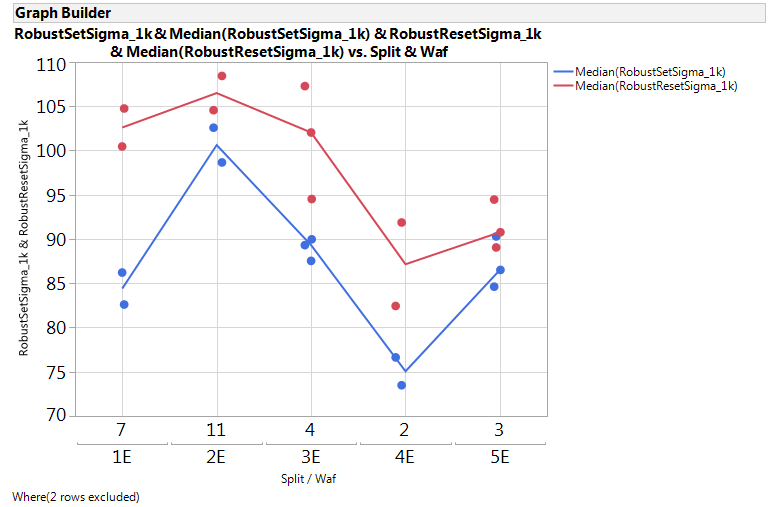 Graph Builder
RobustSetSigma_1k & Median(RobustSetSigma_1k) & RobustResetSigma_1k
& Median(RobustResetSigma_1k) vs. Split & Waf
110
105
100
95
90
85
80
75
70
RobustSetSigma_1k & RobustResetSigma_1k
Median(RobustSetSigma_1k)
Median(RobustResetSigma_1k)
7 11 4 2 3
1E 2E 3E 4E 5E
Split / Waf
Where(2 rows excluded)